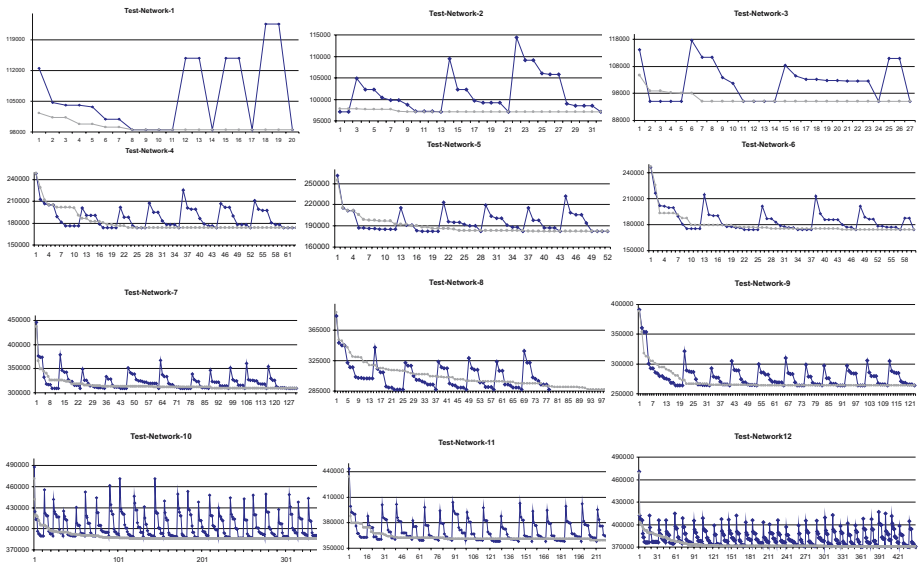 Test-Network-1
119000
112000
105000
98000
1 2 3 4 5 6 7 8 9 10 11 12 13 14 15 16 17 18 19 20
Test-Network-2
115000
110000
105000
100000
95000
1 3 5 7 9 11 13 15 17 19 21 23 25 27 29 31
Test-Network-3
118000
108000
98000
88000
1 2 3 4 5 6 7 8 9 10 11 12 13 14 15 16 17 18 19 20 21 22 23 24 25 26 27
Test-Network-4
240000
210000
180000
150000
1 4 7 10 13 16 19 22 25 28 31 34 37 40 43 46 49 52 55 58 61
Test-Network-5
250000
220000
190000
160000
1 4 7 10 13 16 19 22 25 28 31 34 37 40 43 46 49 52
Test-Network-6
240000
210000
180000
150000
1 4 7 10 13 16 19 22 25 28 31 34 37 40 43 46 49 52 55 58
Test-Network-7
450000
400000
350000
300000
1 8 15 22 29 36 43 50 57 64 71 78 85 92 99 106 113 120 127
Test-Network-8
365000
325000
285000
1 5 9 13 17 21 25 29 33 37 41 45 49 53 57 61 65 69 73 77 81 85 89 93 97
Test-Network-9
400000
350000
300000
250000
1 7 13 19 25 31 37 43 49 55 61 67 73 79 85 91 97 103 109 115 121
Test-Network-10
490000
450000
410000
370000
1 101 201 301
Test-Network-11
440000
410000
380000
350000
1 16 31 46 61 76 91 106 121 136 151 166 181 196 211
Test-Network12
490000
460000
430000
400000
370000
1 31 61 91 121 151 181 211 241 271 301 331 361 391 421